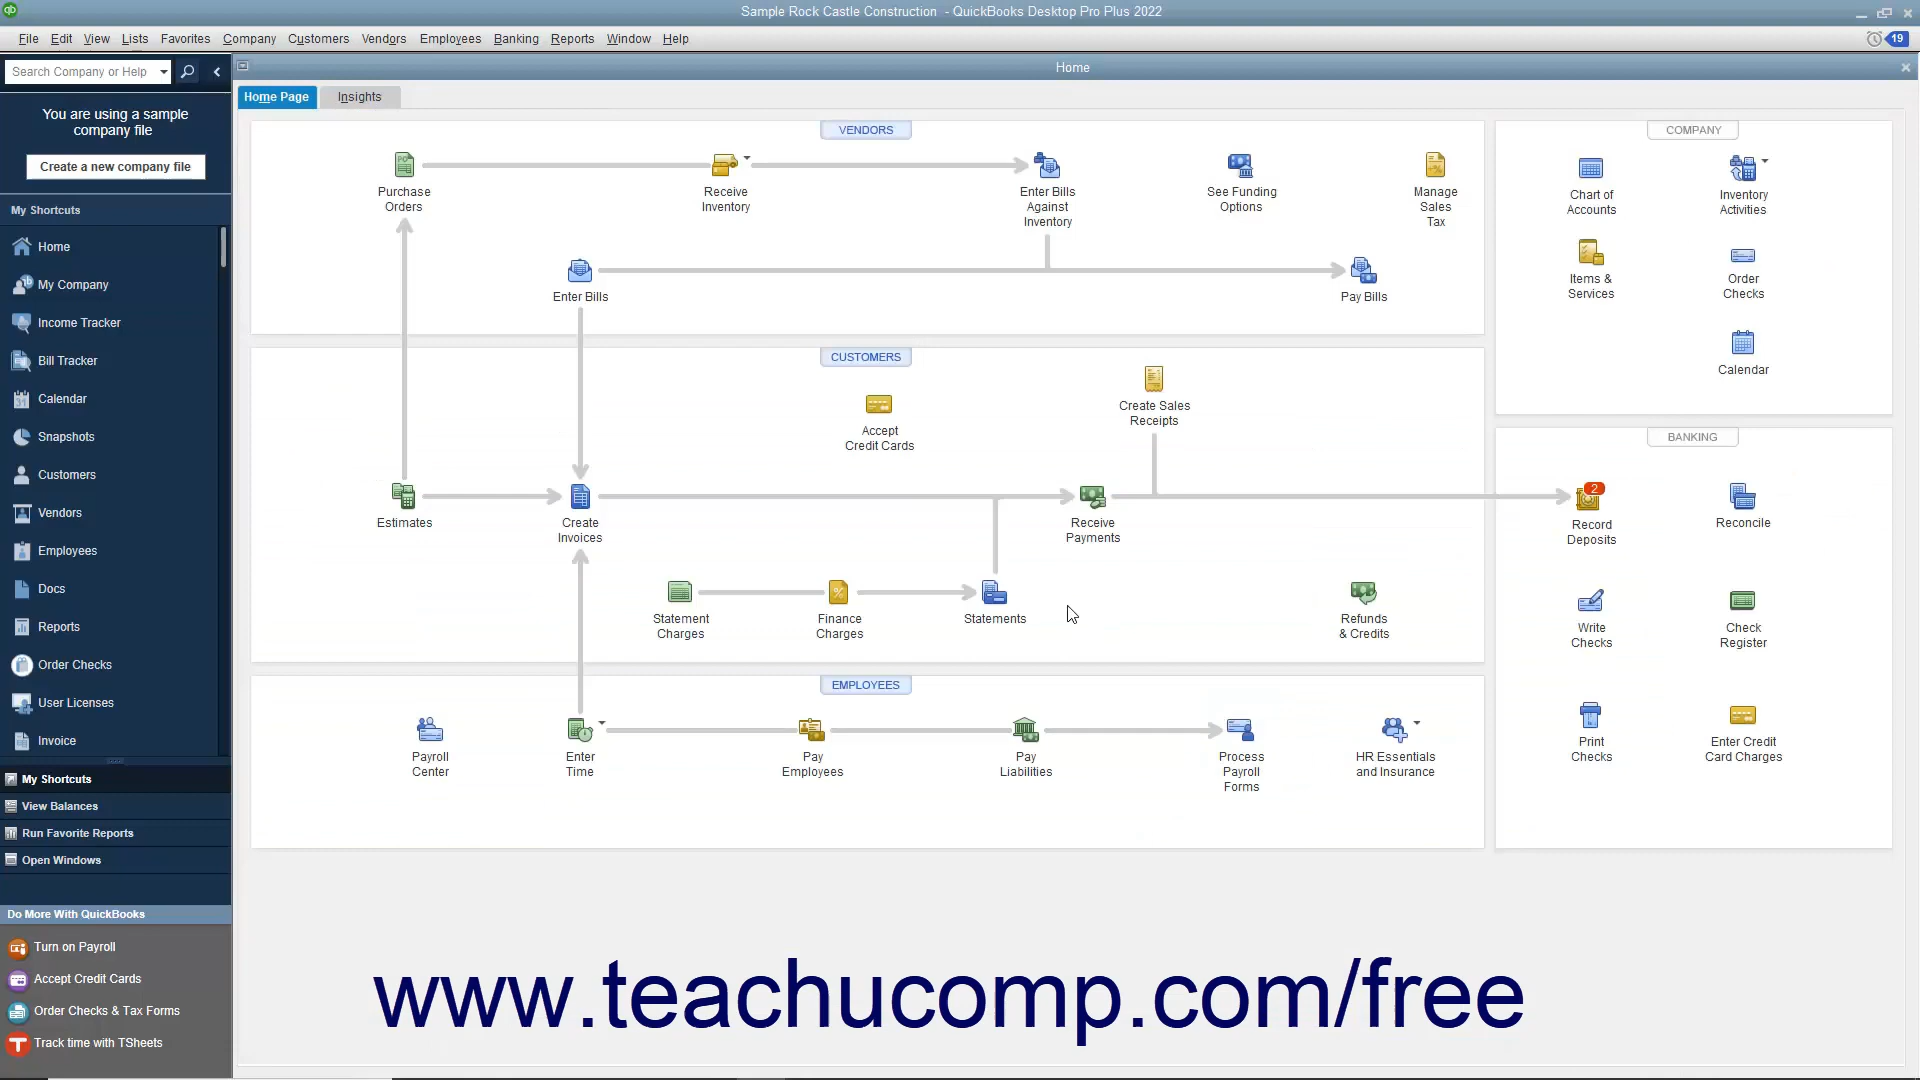 Sample Rock Castle Construction - QuickBooks Desktop Pro Plus 2022
File Edit View Lists Favorites Company Customers Vendors Employees Banking Reports Window Help
19
Search Company or Help
Home
Home Page
Insights
You are using a sample
company file
Create a new company file
My Shortcuts
Home
My Company
Income Tracker
Bill Tracker
31
Calendar
Snapshots
Customers
Vendors
Employees
Docs
Reports
Order Checks
User Licenses
Invoice
My Shortcuts
View Balances
Run Favorite Reports
Open Windows
Do More With QuickBooks
Turn on Payroll
Accept Credit Cards
Order Checks & Tax Forms
Track time with TSheets
VENDORS
PO
Purchase
Orders
Receive
Inventory
Enter Bills
Against
Inventory
See Funding
Options
Manage
Sales
Tax
Enter Bills
Pay Bills
CUSTOMERS
Accept
Credit Cards
Create Sales
Receipts
Estimates
Create
Invoices
Receive
Payments
Statement
Charges
Finance
Charges
Statements
Refunds
& Credits
EMPLOYEES
Payroll
Center
Enter
Time
Pay
Employees
Pay
Liabilities
Process
Payroll
Forms
HR Essentials
and Insurance
COMPANY
Chart of
Accounts
Inventory
Activities
Items &
Services
Order
Checks
Calendar
BANKING
2
Record
Deposits
Reconcile
Write
Checks
Check
Register
Print
Checks
Enter Credit
Card Charges
www.teachucomp.com/free